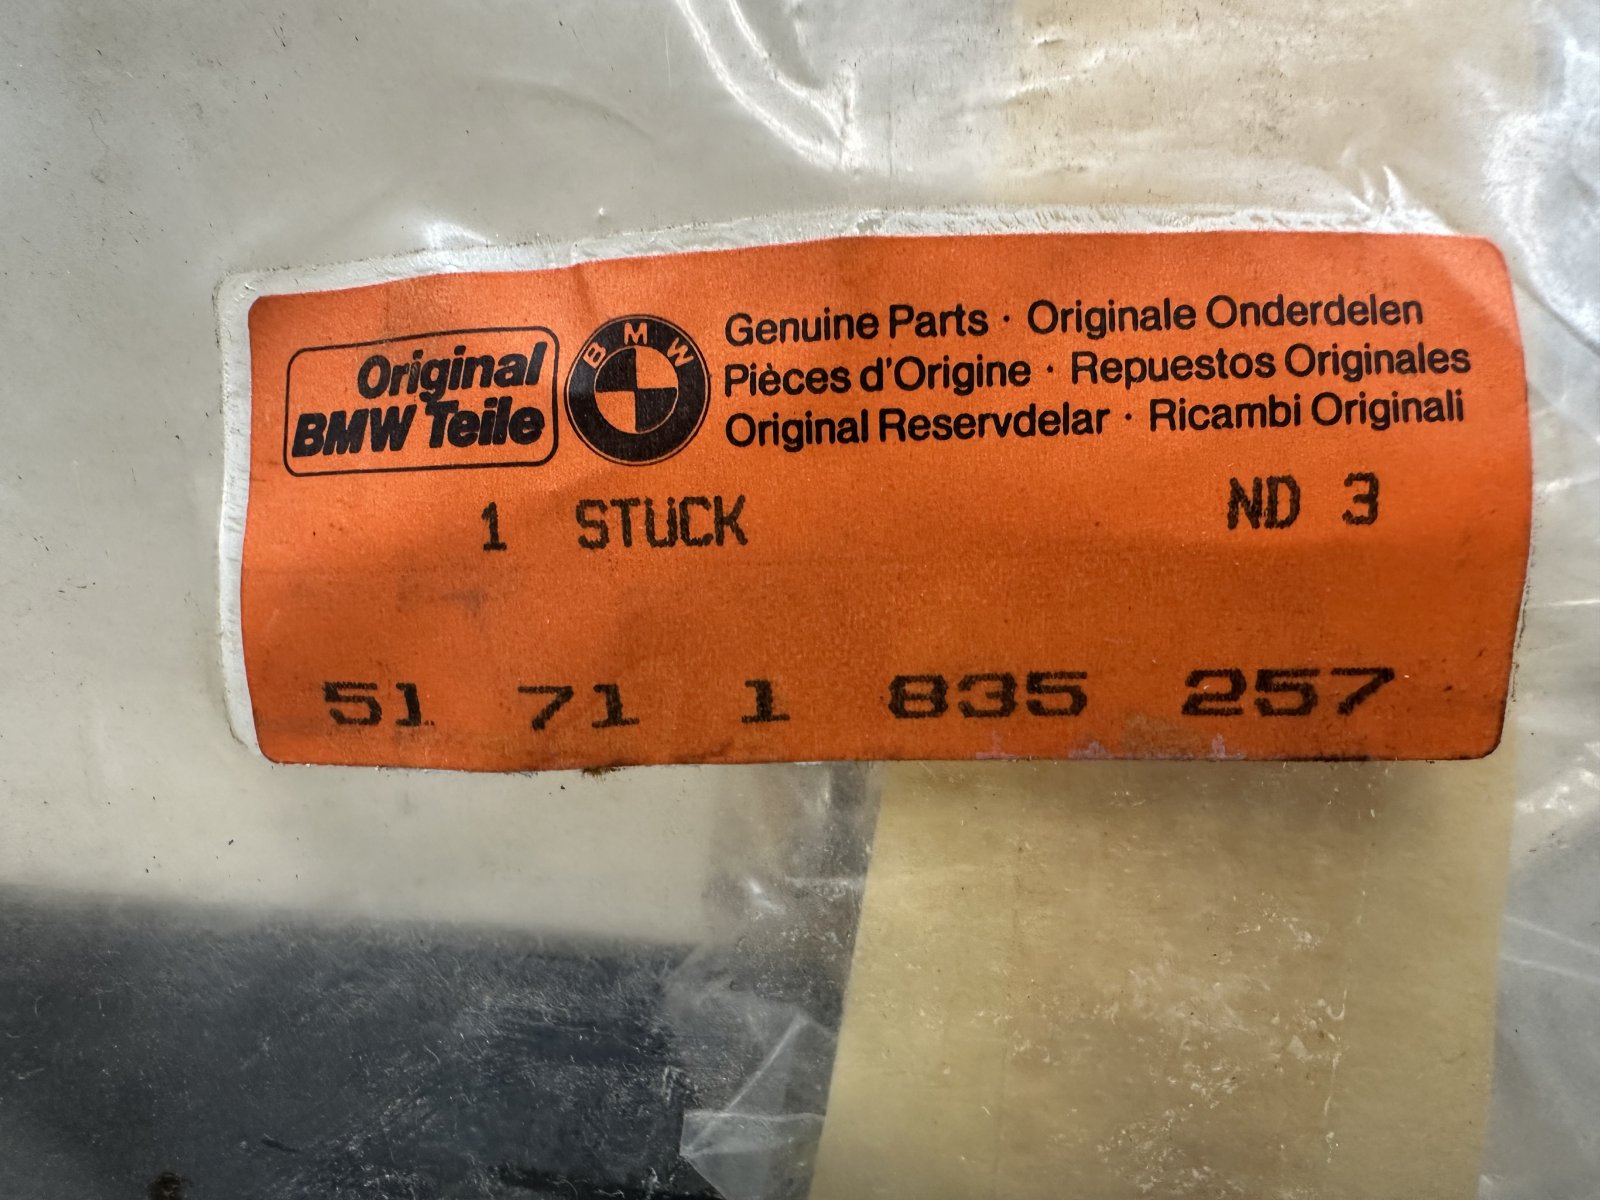 Original
BMW Teile
BMW
Genuine Parts · Originale Onderdelen
Pièces d'Origine · Repuestos Originales
Original Reservdelar · Ricambi Originali
1 STÜCK ND 3
51 71 1 835 257